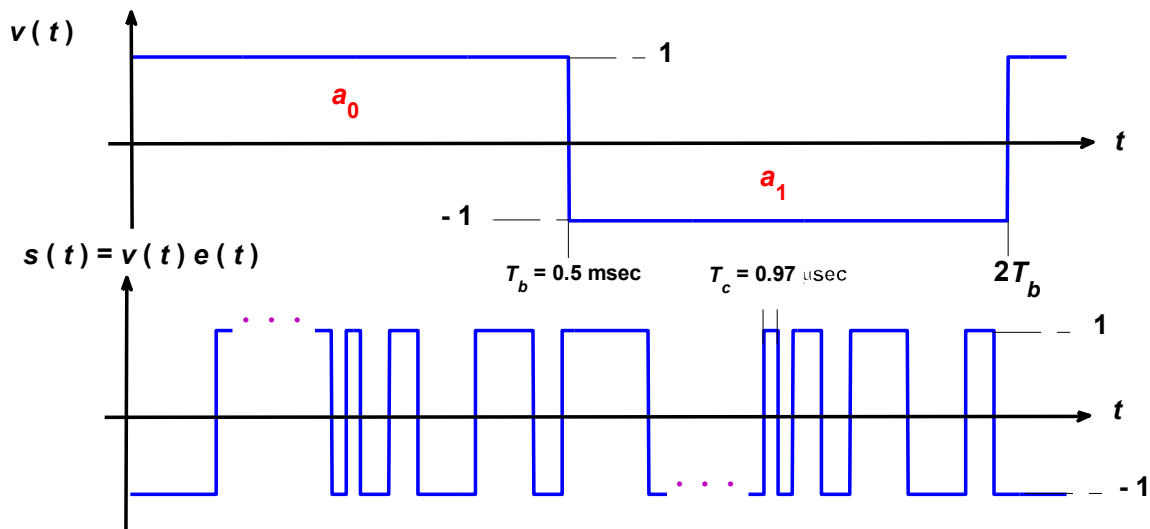 v ( t )
1
a0
t
a1
- 1
s ( t ) = v ( t ) e ( t )
Tb = 0.5 msec
Tc = 0.97 μsec
2Tb
. . .
1
t
. . .
- 1